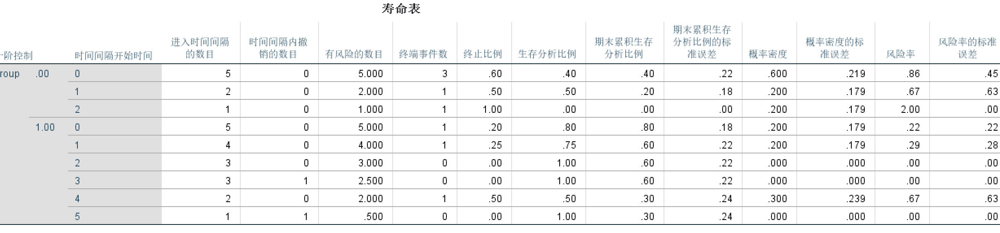 寿命表
一阶控制 时间间隔开始时间 进入时间间隔的数目 时间间隔内撤销的数目 有风险的数目 终端事件数 终止比例 生存分析比例 期末累积生存分析比例 期末累积生存分析比例的标准误差 概率密度 概率密度的标准误差 风险率 风险率的标准误差
roup .00 0 5 0 5.000 3 .60 .40 .40 .22 .600 .219 .86 .45
1 2 0 2.000 1 .50 .50 .20 .18 .200 .179 .67 .63
2 1 0 1.000 1 1.00 .00 .00 .00 .200 .179 2.00 .00
1.00 0 5 0 5.000 1 .20 .80 .80 .18 .200 .179 .22 .22
1 4 0 4.000 1 .25 .75 .60 .22 .200 .179 .29 .28
2 3 0 3.000 0 .00 1.00 .60 .22 .000 .000 .00 .00
3 3 1 2.500 0 .00 1.00 .60 .22 .000 .000 .00 .00
4 2 0 2.000 1 .50 .50 .30 .24 .300 .239 .67 .63
5 1 1 .500 0 .00 1.00 .30 .24 .000 .000 .00 .00